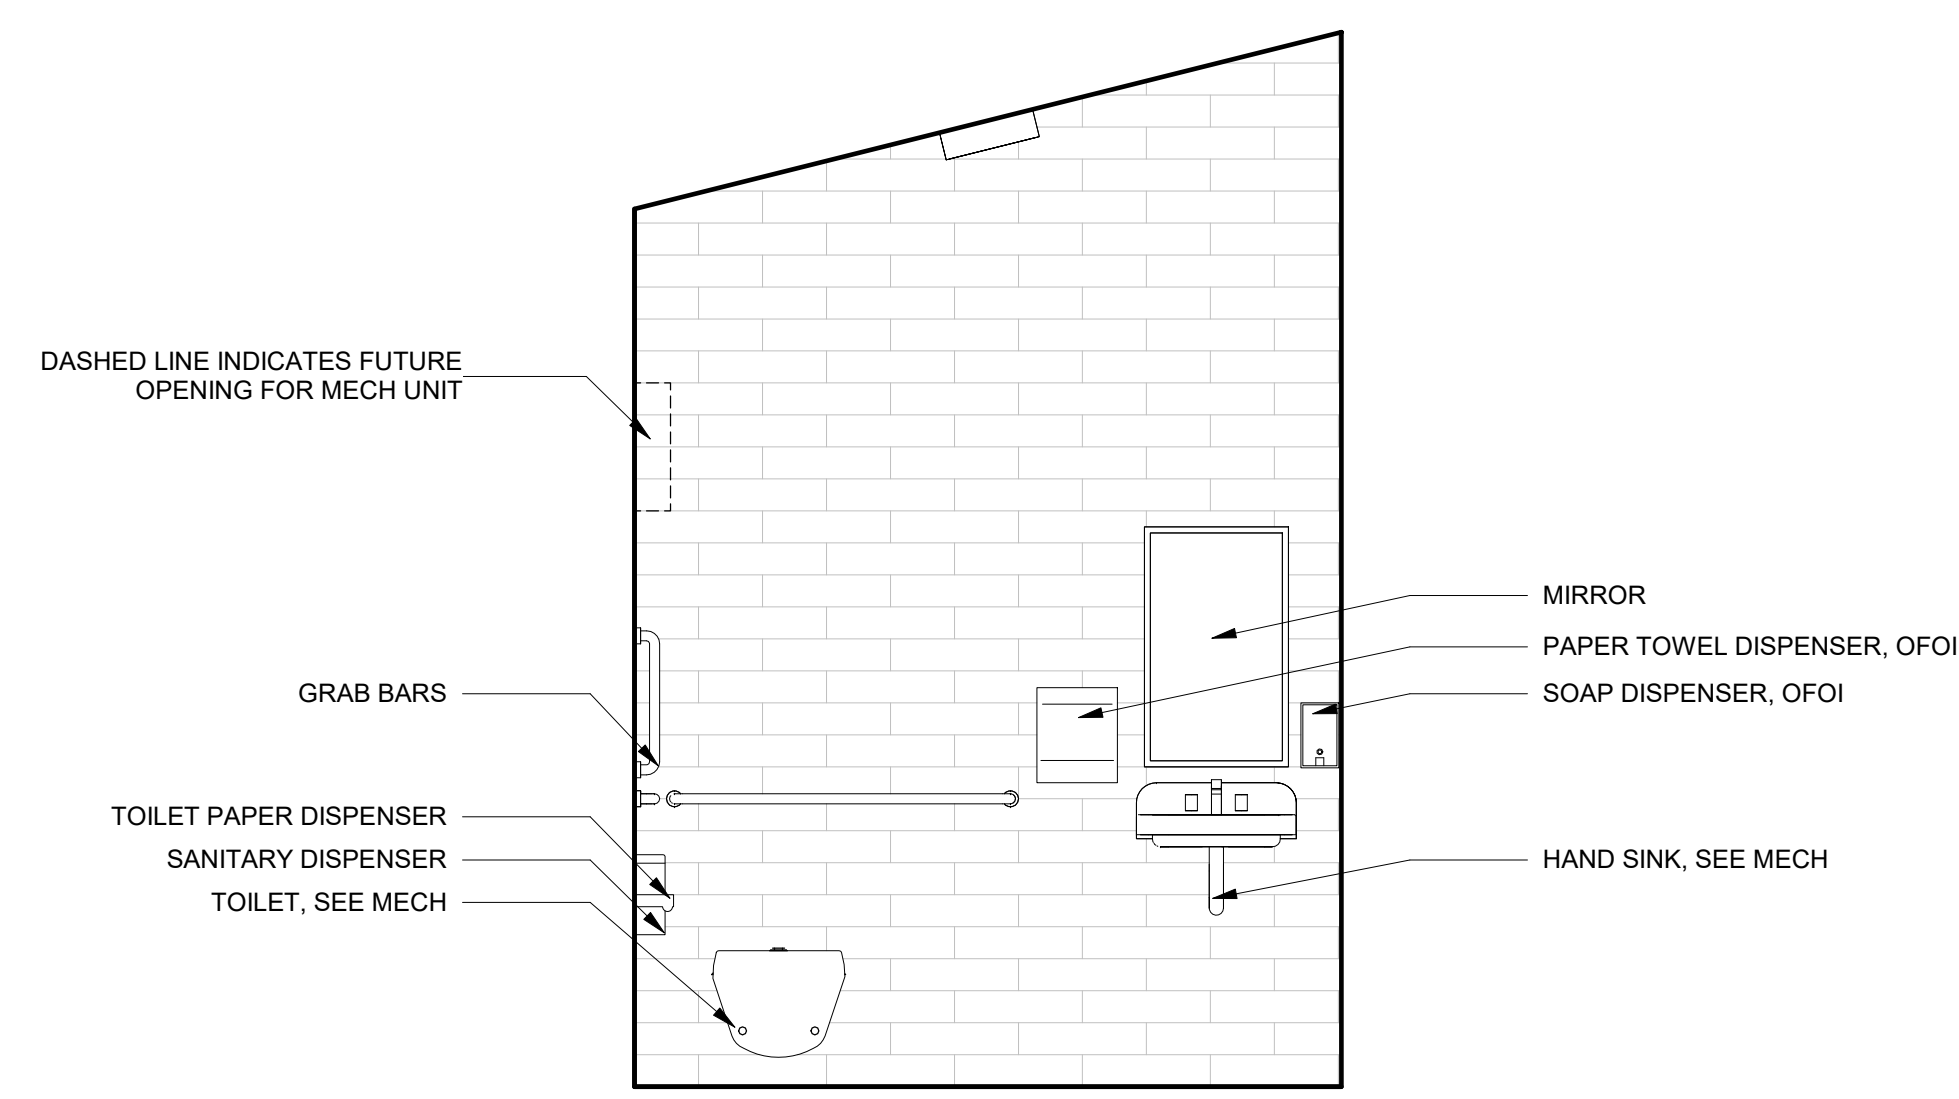 DASHED LINE INDICATES FUTURE
OPENING FOR MECH UNIT
GRAB BARS
TOILET PAPER DISPENSER
SANITARY DISPENSER
TOILET, SEE MECH
MIRROR
PAPER TOWEL DISPENSER, OFOI
SOAP DISPENSER, OFOI
HAND SINK, SEE MECH